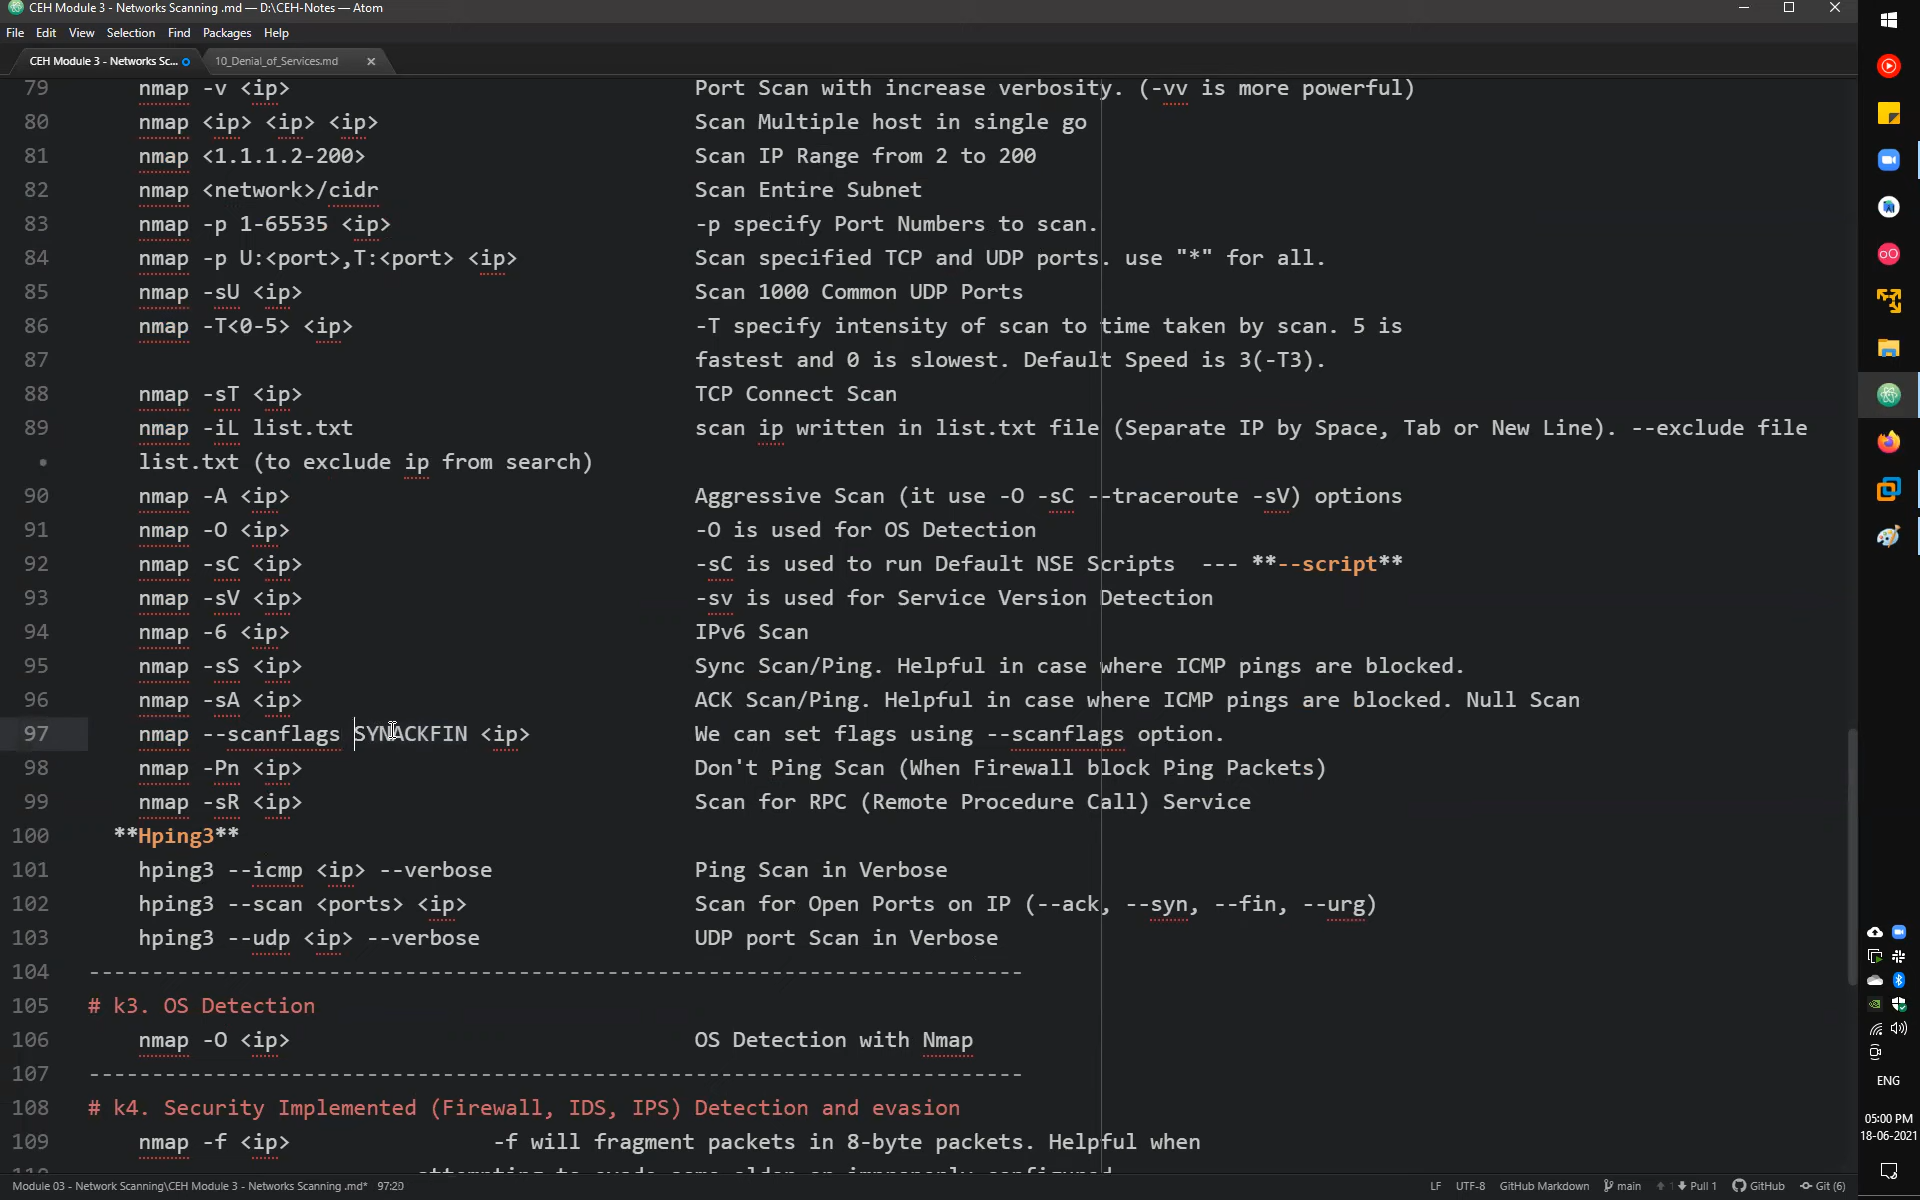 CEH Module 3 - Networks Scanning .md — D:\CEH-Notes — Atom
File Edit View Selection Find Packages Help
CEH Module 3 - Networks Sc... 10_Denial_of_Services.md
79 nmap -v <ip> Port Scan with increase verbosity. (-vv is more powerful)
80 nmap <ip> <ip> <ip> Scan Multiple host in single go
81 nmap <1.1.1.2-200> Scan IP Range from 2 to 200
82 nmap <network>/cidr Scan Entire Subnet
83 nmap -p 1-65535 <ip> -p specify Port Numbers to scan.
84 nmap -p U:<port>,T:<port> <ip> Scan specified TCP and UDP ports. use "*" for all.
85 nmap -sU <ip> Scan 1000 Common UDP Ports
86 nmap -T<0-5> <ip> -T specify intensity of scan to time taken by scan. 5 is
87 fastest and 0 is slowest. Default Speed is 3(-T3).
88 nmap -sT <ip> TCP Connect Scan
89 nmap -iL list.txt scan ip written in list.txt file (Separate IP by Space, Tab or New Line). --exclude file
• list.txt (to exclude ip from search)
90 nmap -A <ip> Aggressive Scan (it use -O -sC --traceroute -sV) options
91 nmap -O <ip> -O is used for OS Detection
92 nmap -sC <ip> -sC is used to run Default NSE Scripts --- **--script**
93 nmap -sV <ip> -sv is used for Service Version Detection
94 nmap -6 <ip> IPv6 Scan
95 nmap -sS <ip> Sync Scan/Ping. Helpful in case where ICMP pings are blocked.
96 nmap -sA <ip> ACK Scan/Ping. Helpful in case where ICMP pings are blocked. Null Scan
97 nmap --scanflags SYNACKFIN <ip> We can set flags using --scanflags option.
98 nmap -Pn <ip> Don't Ping Scan (When Firewall block Ping Packets)
99 nmap -sR <ip> Scan for RPC (Remote Procedure Call) Service
100 **Hping3**
101 hping3 --icmp <ip> --verbose Ping Scan in Verbose
102 hping3 --scan <ports> <ip> Scan for Open Ports on IP (--ack, --syn, --fin, --urg)
103 hping3 --udp <ip> --verbose UDP port Scan in Verbose
104 --------------------------------------------------------------------------
105 # k3. OS Detection
106 nmap -O <ip> OS Detection with Nmap
107 --------------------------------------------------------------------------
108 # k4. Security Implemented (Firewall, IDS, IPS) Detection and evasion
109 nmap -f <ip> -f will fragment packets in 8-byte packets. Helpful when
Module 03 - Network Scanning\CEH Module 3 - Networks Scanning .md* 97:20 LF UTF-8 GitHub Markdown main 1 Pull 1 GitHub Git (6)
ENG
05:00 PM
18-06-2021